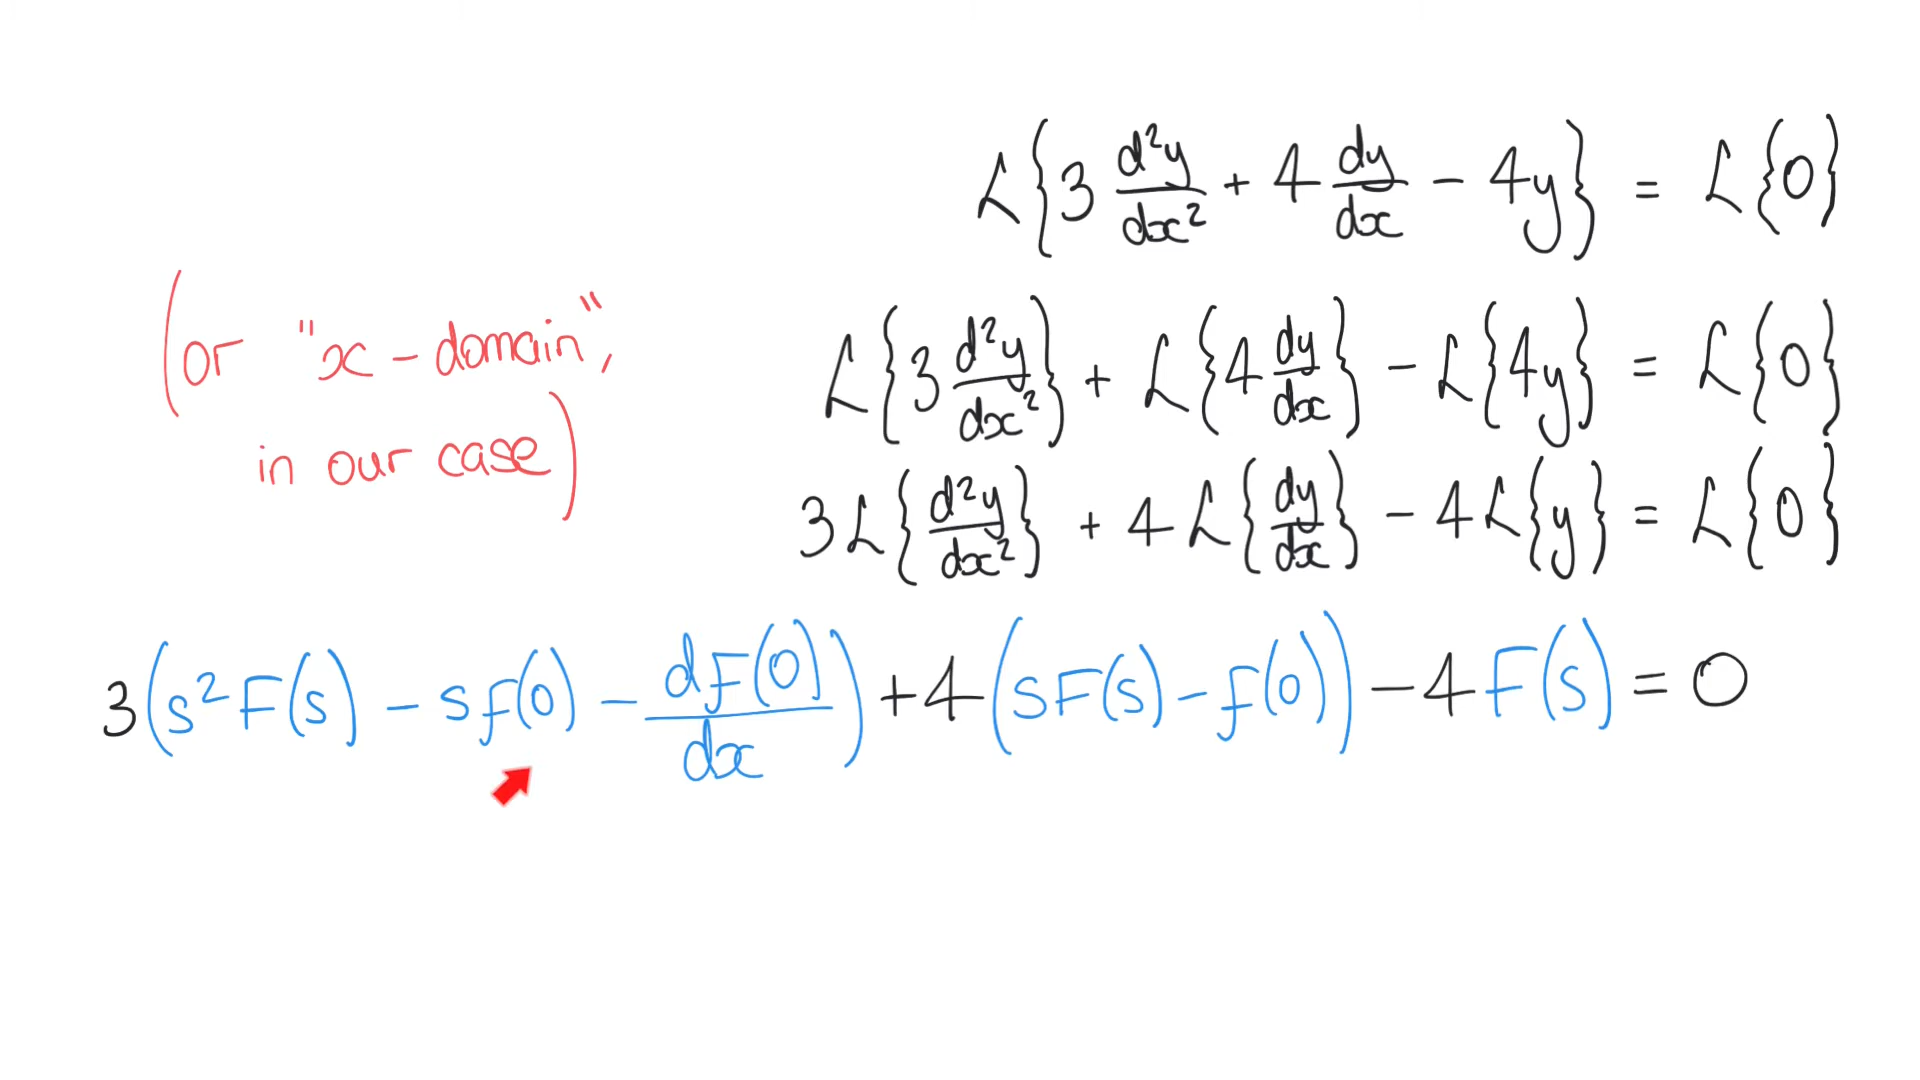 ℒ{3 d²y/dx² + 4 dy/dx − 4y} = ℒ{0}
(or "x-domain",
in our case)
ℒ{3 d²y/dx²} + ℒ{4 dy/dx} − ℒ{4y} = ℒ{0}
3ℒ{d²y/dx²} + 4ℒ{dy/dx} − 4ℒ{y} = ℒ{0}
3(s²F(s) − sf(0) − df(0)/dx) + 4(sF(s) − f(0)) − 4F(s) = 0